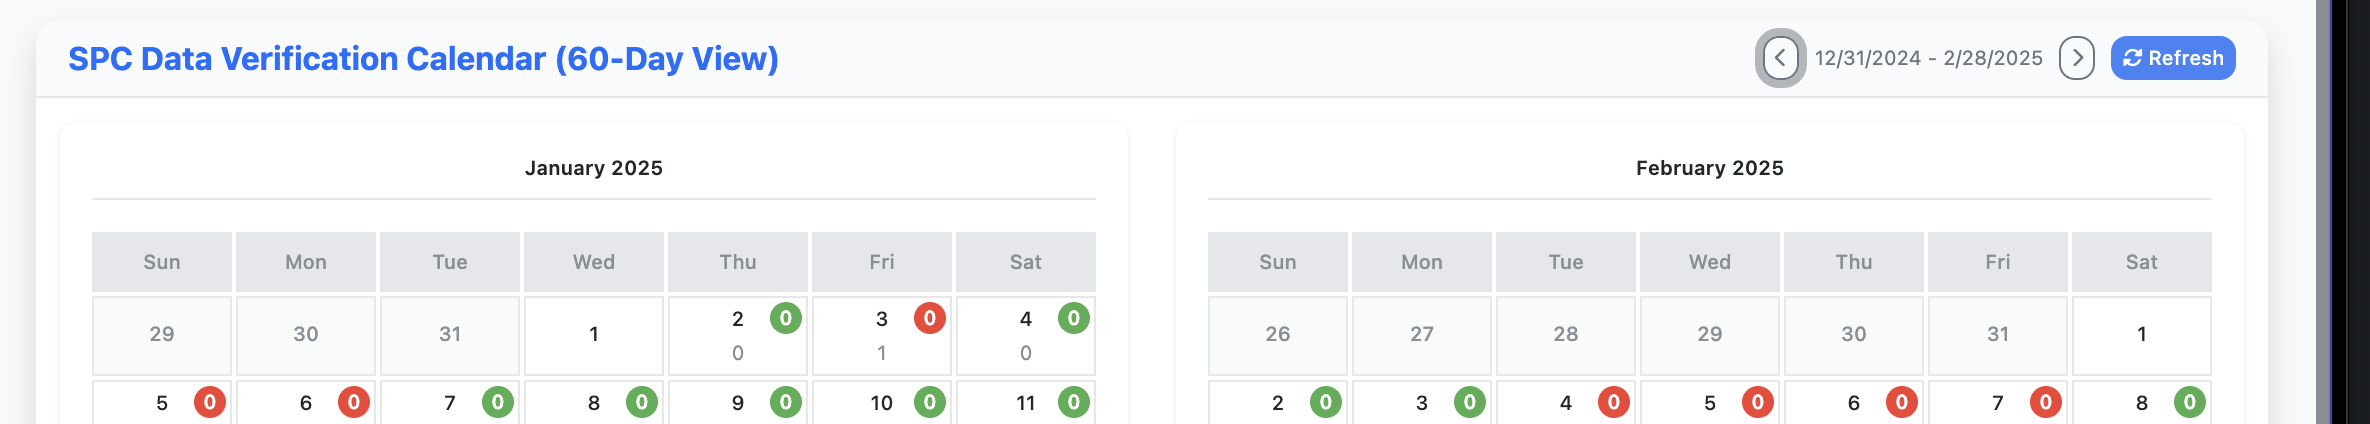 SPC Data Verification Calendar (60-Day View)
12/31/2024 - 2/28/2025
Refresh
January 2025
Sun Mon Tue Wed Thu Fri Sat
29 30 31 1 2 0 3 0 4 0
0 1 0
5 0 6 0 7 0 8 0 9 0 10 0 11 0
February 2025
Sun Mon Tue Wed Thu Fri Sat
26 27 28 29 30 31 1
2 0 3 0 4 0 5 0 6 0 7 0 8 0